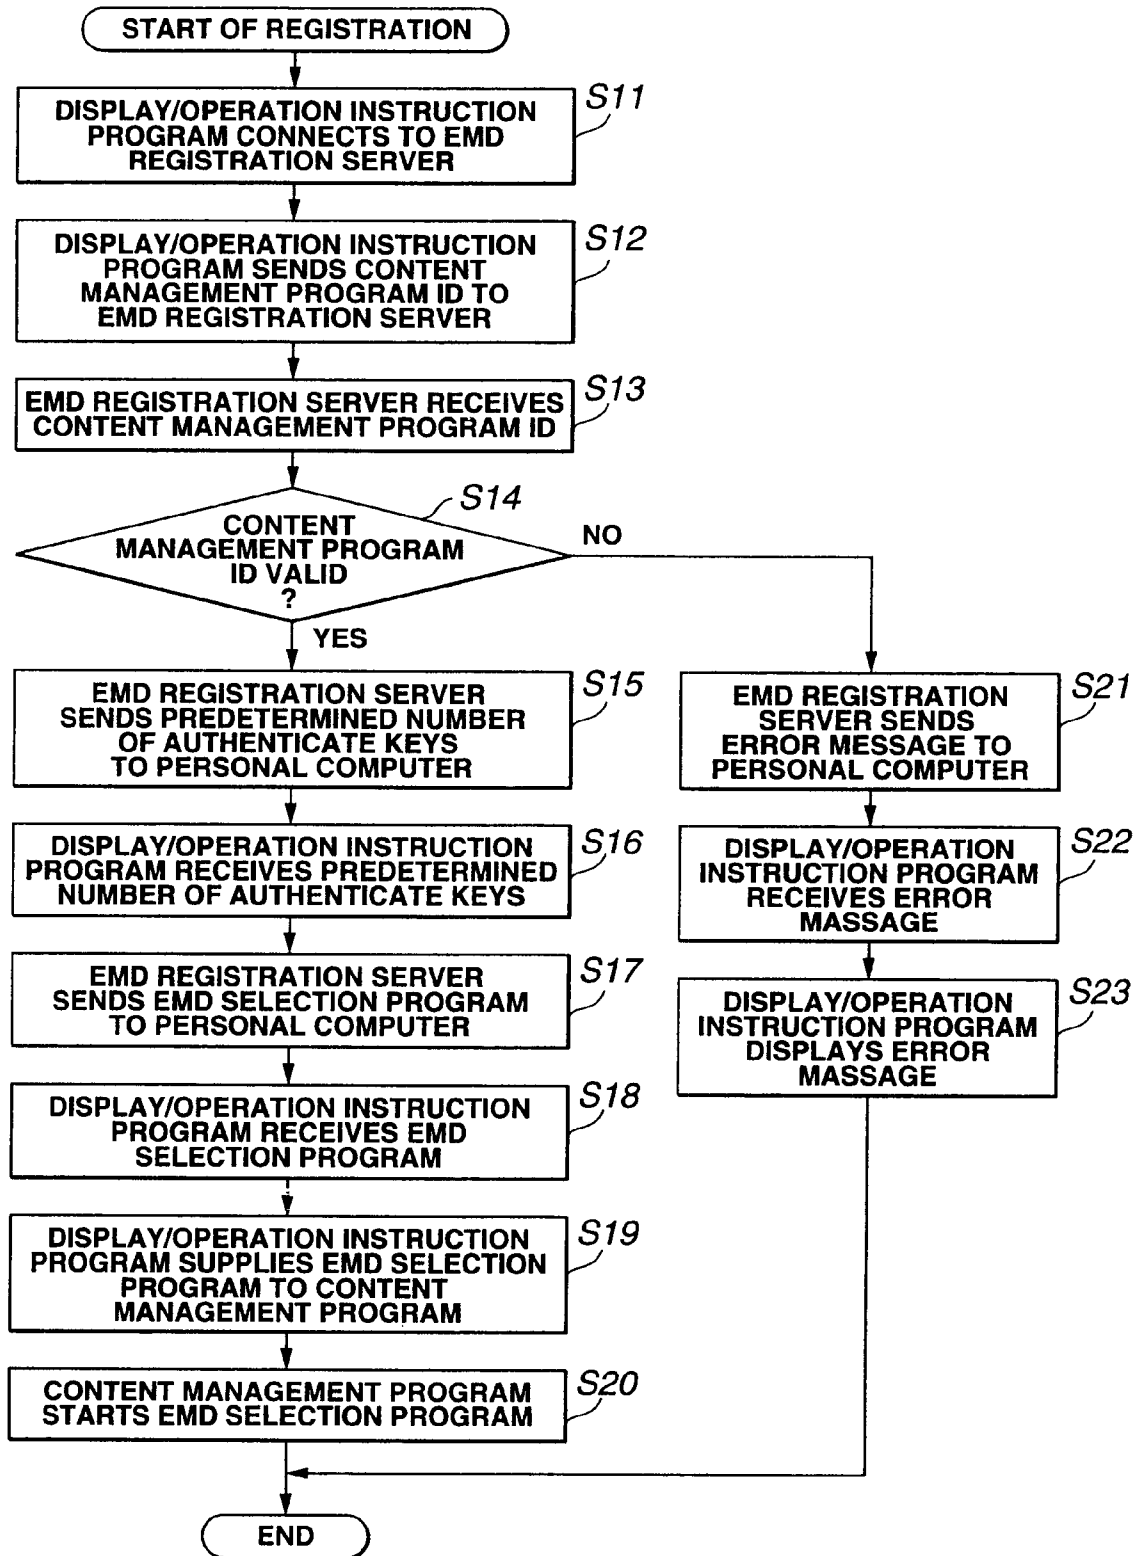 START OF REGISTRATION
S11
DISPLAY/OPERATION INSTRUCTION
PROGRAM CONNECTS TO EMD
REGISTRATION SERVER
S12
DISPLAY/OPERATION INSTRUCTION
PROGRAM SENDS CONTENT
MANAGEMENT PROGRAM ID TO
EMD REGISTRATION SERVER
S13
EMD REGISTRATION SERVER RECEIVES
CONTENT MANAGEMENT PROGRAM ID
S14
CONTENT
MANAGEMENT PROGRAM
ID VALID
?
NO
YES
S15
EMD REGISTRATION SERVER
SENDS PREDETERMINED NUMBER
OF AUTHENTICATE KEYS
TO PERSONAL COMPUTER
S16
DISPLAY/OPERATION INSTRUCTION
PROGRAM RECEIVES PREDETERMINED
NUMBER OF AUTHENTICATE KEYS
S17
EMD REGISTRATION SERVER
SENDS EMD SELECTION PROGRAM
TO PERSONAL COMPUTER
S18
DISPLAY/OPERATION INSTRUCTION
PROGRAM RECEIVES EMD
SELECTION PROGRAM
S19
DISPLAY/OPERATION INSTRUCTION
PROGRAM SUPPLIES EMD SELECTION
PROGRAM TO CONTENT
MANAGEMENT PROGRAM
S20
CONTENT MANAGEMENT PROGRAM
STARTS EMD SELECTION PROGRAM
S21
EMD REGISTRATION
SERVER SENDS
ERROR MESSAGE TO
PERSONAL COMPUTER
S22
DISPLAY/OPERATION
INSTRUCTION PROGRAM
RECEIVES ERROR
MASSAGE
S23
DISPLAY/OPERATION
INSTRUCTION PROGRAM
DISPLAYS ERROR
MASSAGE
END